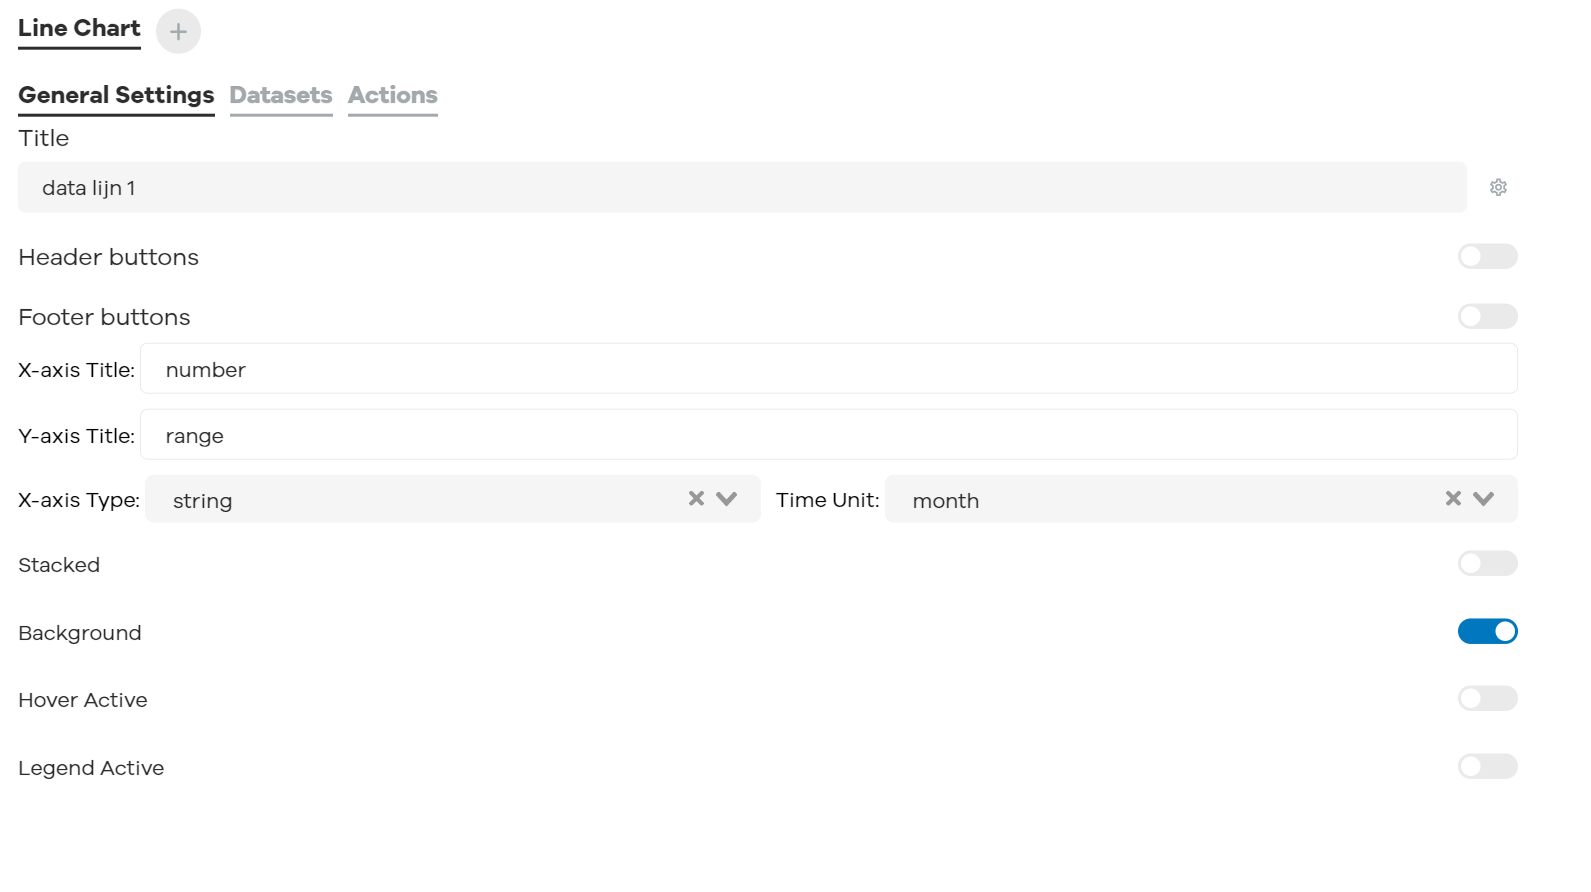 Line Chart
General Settings Datasets Actions
Title
data lijn 1
Header buttons
Footer buttons
X-axis Title: number
Y-axis Title: range
X-axis Type: string Time Unit: month
Stacked
Background
Hover Active
Legend Active